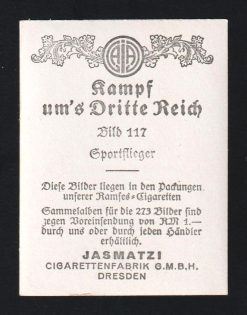 AJA
Kampf
um's Dritte Reich
Bild 117
Sportflieger
Diese Bilder liegen in den Packungen
unserer Ramses-Cigaretten
Sammelalben für die 273 Bilder sind
gegen Voreinsendung von RM 1.—
durch uns oder durch jeden Händler
erhältlich.
JASMATZI
CIGARETTENFABRIK G.M.B.H.
DRESDEN